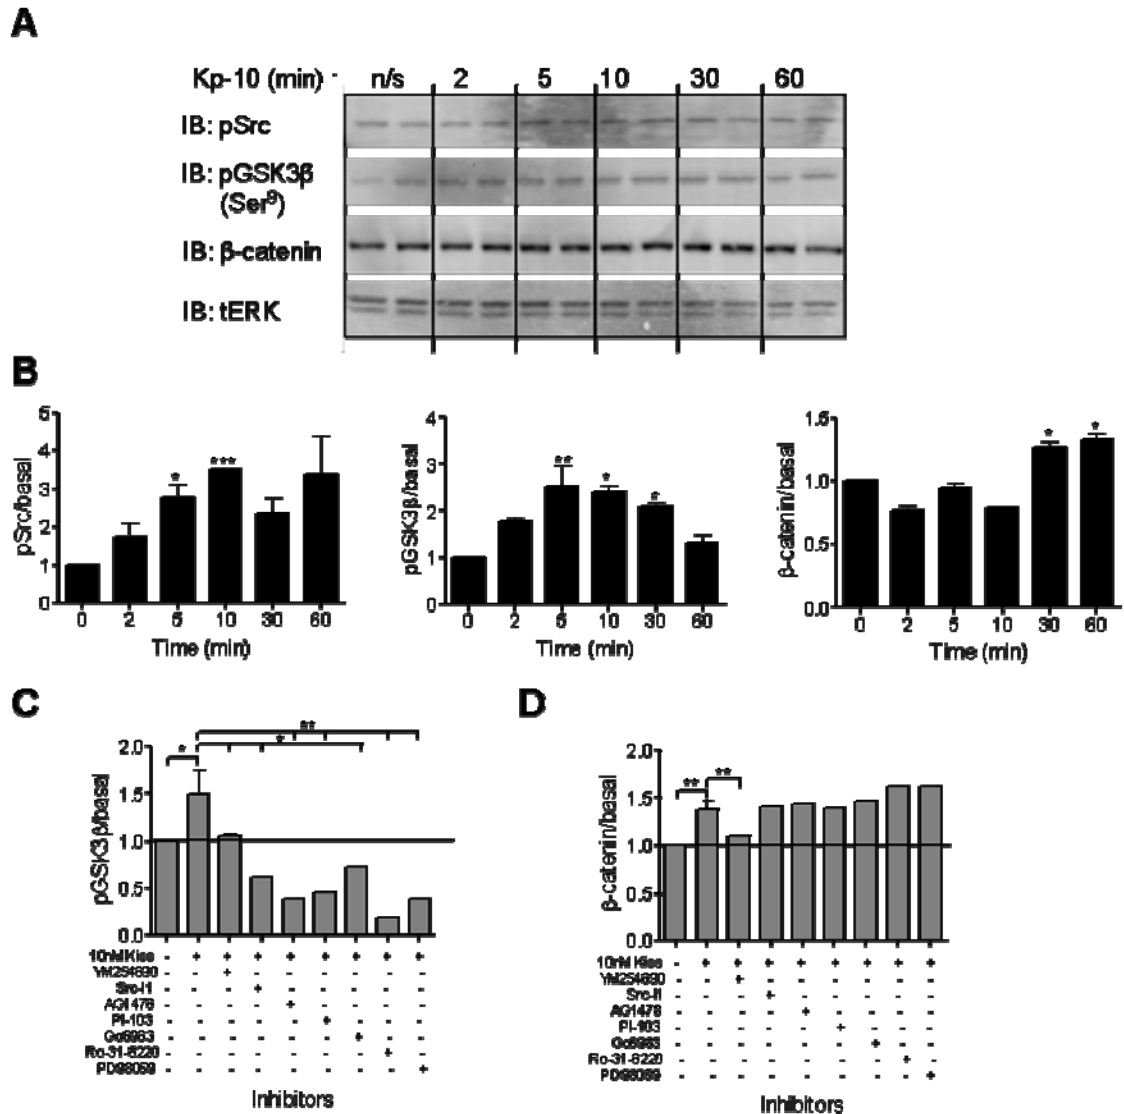 A
Kp-10 (min) n/s 2 5 10 30 60
IB: pSrc
IB: pGSK3β
(Ser⁹)
IB: β-catenin
IB: tERK
B
pSrc/basal
5
4
3
2
1
0
* ***
0 2 5 10 30 60
Time (min)
pGSK3β/basal
4
3
2
1
0
** * *
0 2 5 10 30 60
Time (min)
β-catenin/basal
1.5
1.0
0.5
0.0
* *
0 2 5 10 30 60
Time (min)
C
pGSK3β/basal
2.0
1.5
1.0
0.5
0.0
**
* *
10nM Kiss - + + + + + + + +
YM254890 - - + - - - - - -
Src-I1 - - - + - - - - -
AG1478 - - - - + - - - -
PI-103 - - - - - + - - -
Go6983 - - - - - - + - -
Ro-31-8220 - - - - - - - + -
PD98059 - - - - - - - - +
Inhibitors
D
β-catenin/basal
2.0
1.5
1.0
0.5
0.0
** **
10nM Kiss - + + + + + + + +
YM254890 - - + - - - - - -
Src-I1 - - - + - - - - -
AG1478 - - - - + - - - -
PI-103 - - - - - + - - -
Go6983 - - - - - - + - -
Ro-31-8220 - - - - - - - + -
PD98059 - - - - - - - - +
Inhibitors